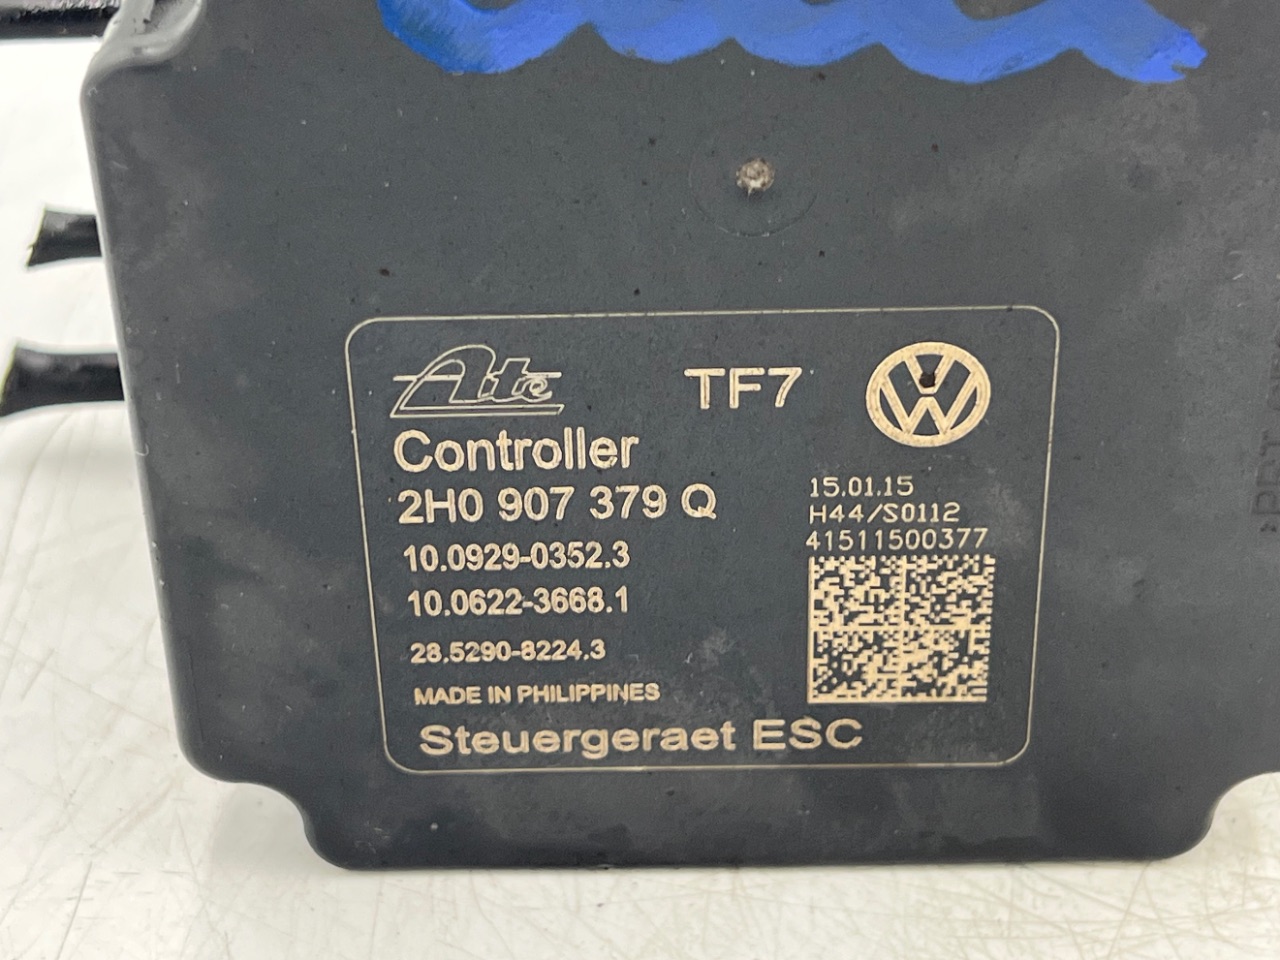 Ate
TF7
Controller
2H0 907 379 Q
10.0929-0352.3
10.0622-3668.1
28.5290-8224.3
MADE IN PHILIPPINES
Steuergeraet ESC
15.01.15
H44/S0112
41511500377